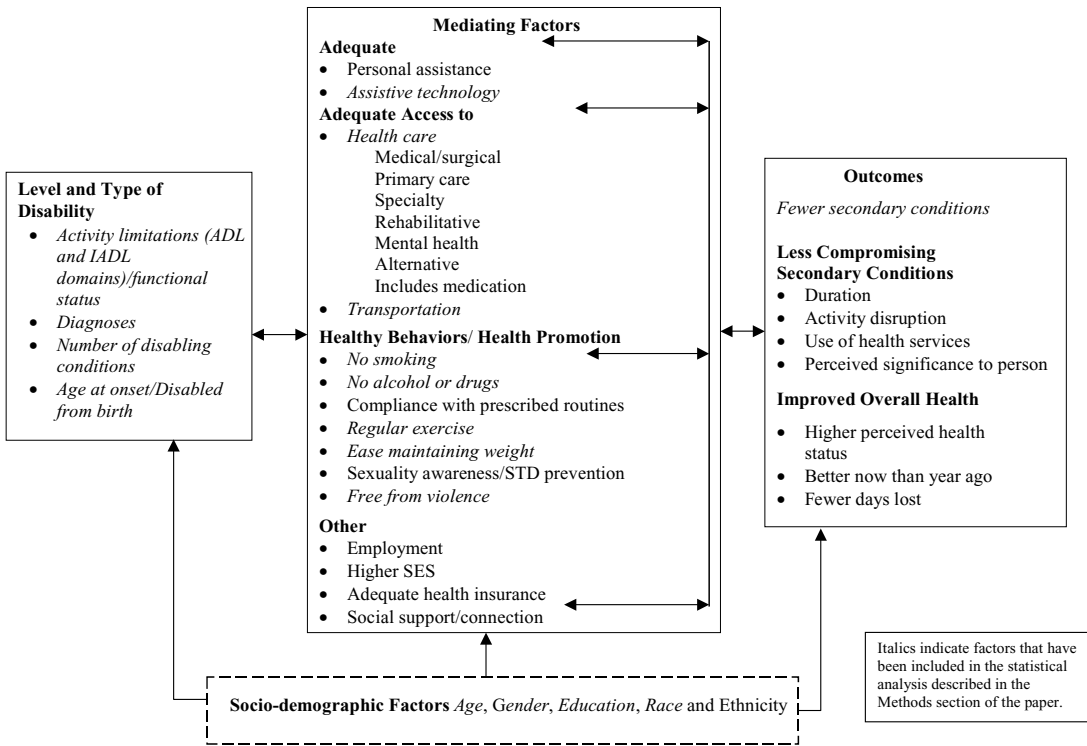 Mediating Factors
Adequate
• Personal assistance
• Assistive technology
Adequate Access to
• Health care
Medical/surgical
Primary care
Specialty
Rehabilitative
Mental health
Alternative
Includes medication
• Transportation
Healthy Behaviors/ Health Promotion
• No smoking
• No alcohol or drugs
• Compliance with prescribed routines
• Regular exercise
• Ease maintaining weight
• Sexuality awareness/STD prevention
• Free from violence
Other
• Employment
• Higher SES
• Adequate health insurance
• Social support/connection
Level and Type of
Disability
• Activity limitations (ADL
and IADL
domains)/functional
status
• Diagnoses
• Number of disabling
conditions
• Age at onset/Disabled
from birth
Outcomes
Fewer secondary conditions
Less Compromising
Secondary Conditions
• Duration
• Activity disruption
• Use of health services
• Perceived significance to person
Improved Overall Health
• Higher perceived health
status
• Better now than year ago
• Fewer days lost
Socio-demographic Factors Age, Gender, Education, Race and Ethnicity
Italics indicate factors that have
been included in the statistical
analysis described in the
Methods section of the paper.